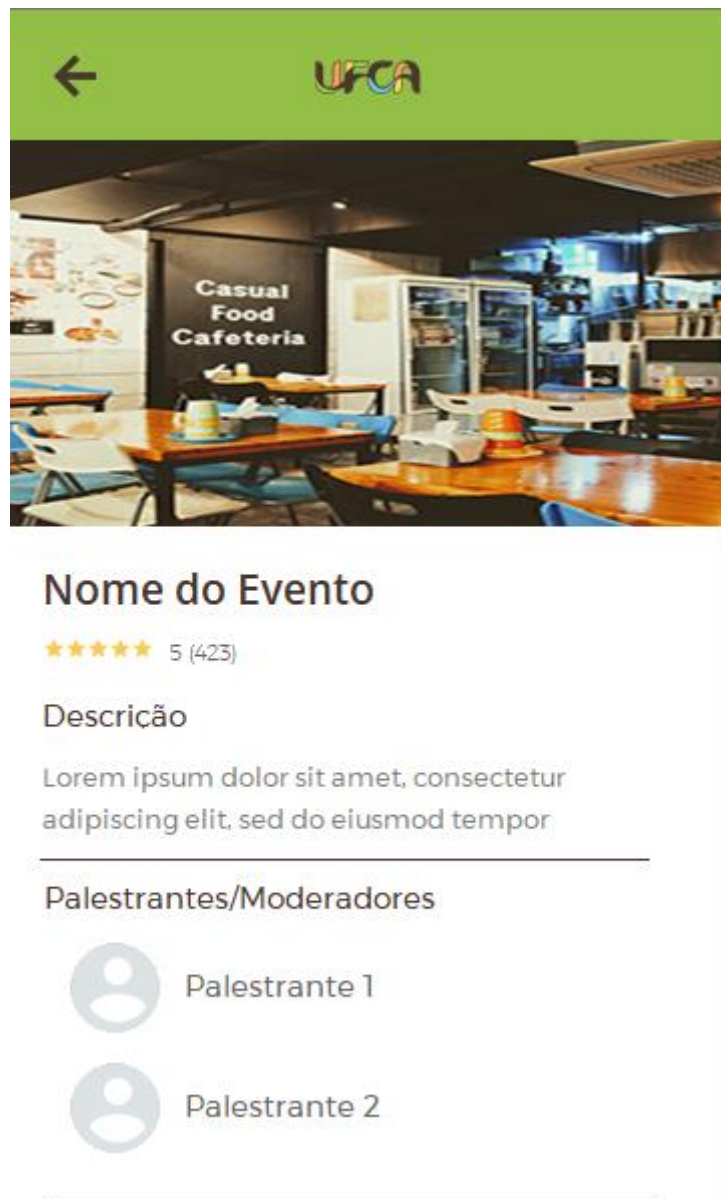 UFCA
Casual
Food
Cafeteria
Nome do Evento
5 (423)
Descrição
Lorem ipsum dolor sit amet, consectetur
adipiscing elit, sed do eiusmod tempor
Palestrantes/Moderadores
Palestrante 1
Palestrante 2